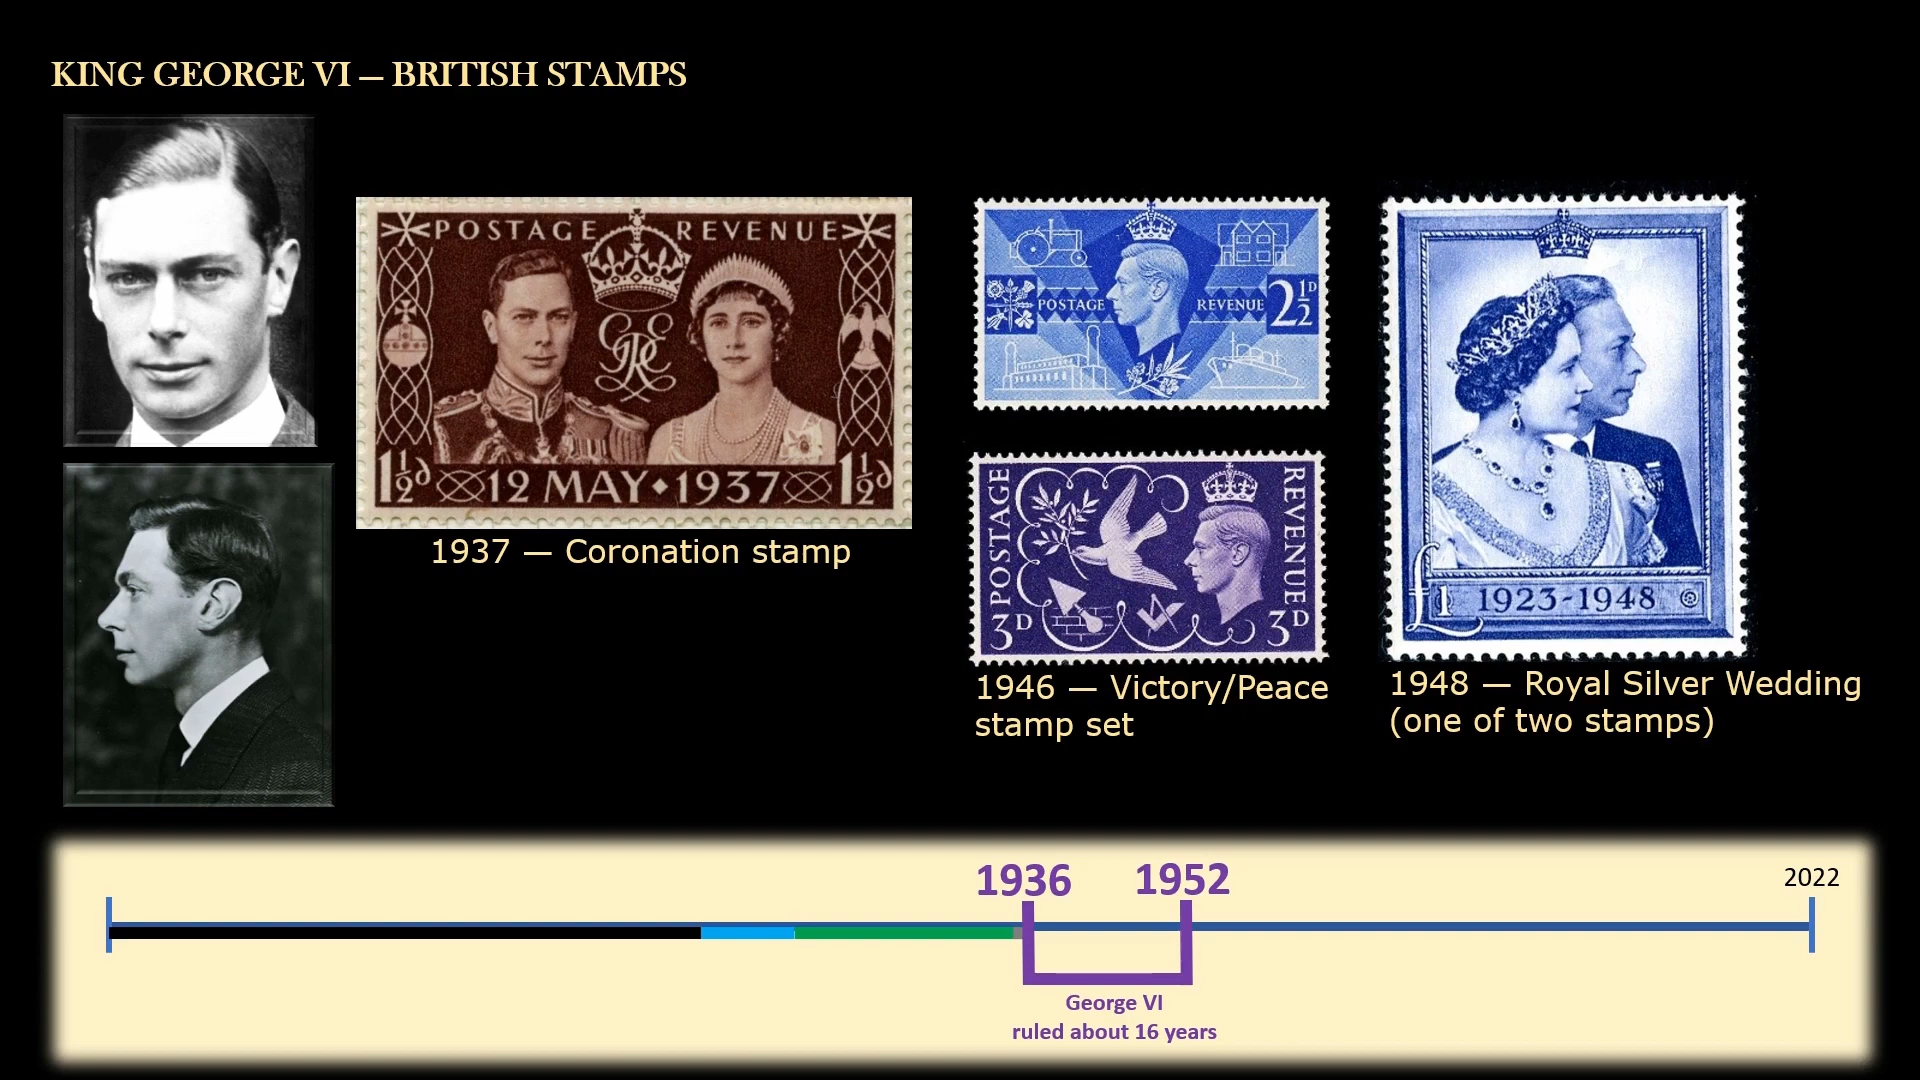 KING GEORGE VI — BRITISH STAMPS
POSTAGE REVENUE
GRE
1½d 12 MAY•1937 1½d
1937 — Coronation stamp
POSTAGE REVENUE 2½D
POSTAGE
REVENUE
3D 3D
1946 — Victory/Peace
stamp set
£1 1923-1948
1948 — Royal Silver Wedding
(one of two stamps)
1936 1952 2022
George VI
ruled about 16 years